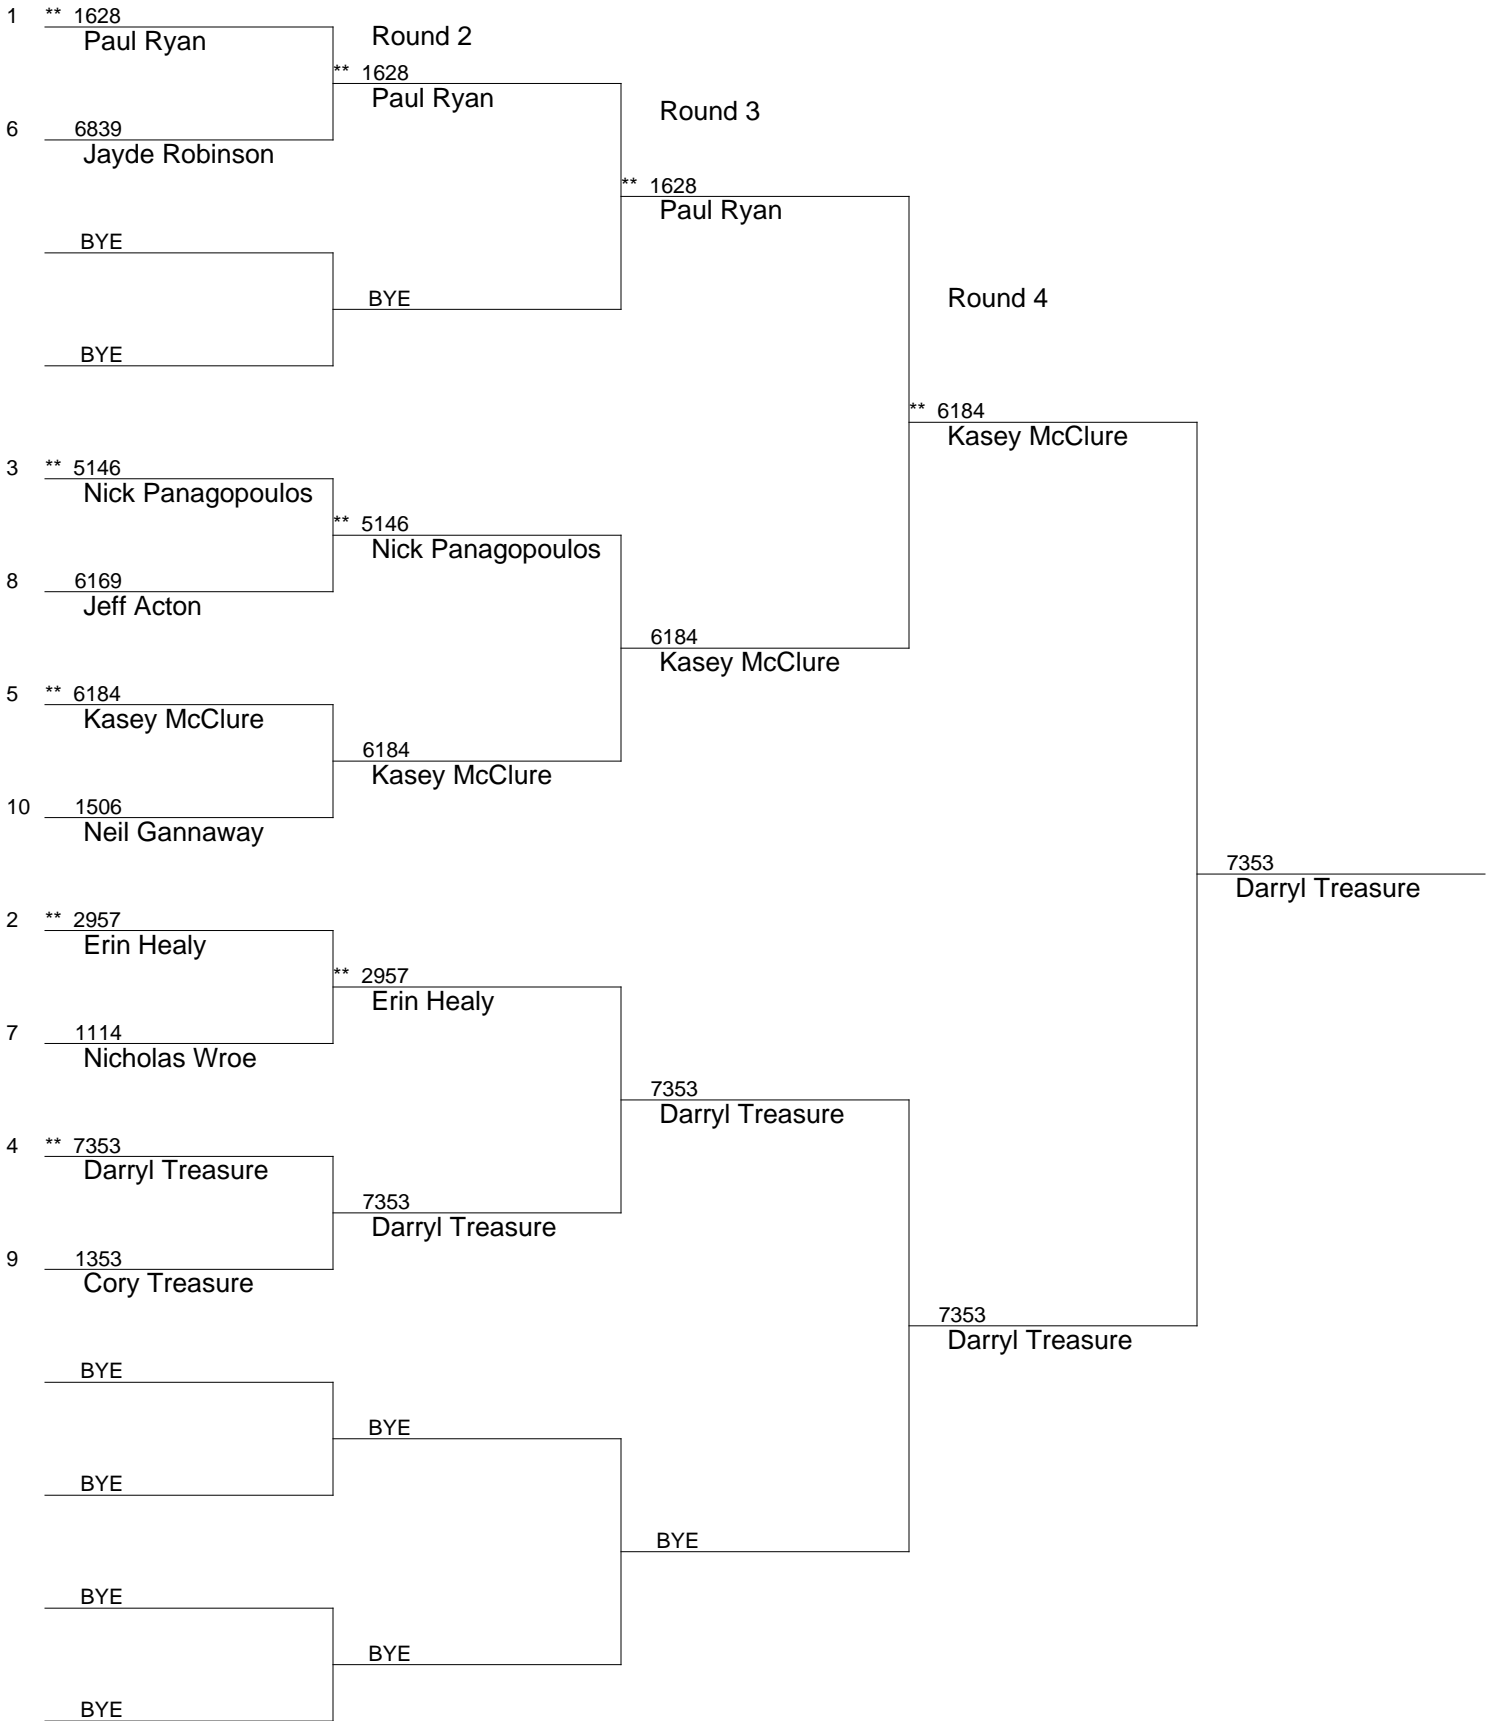 1 ** 1628
Paul Ryan
Round 2
** 1628
Paul Ryan
Round 3
6 6839
Jayde Robinson
** 1628
Paul Ryan
BYE
BYE
Round 4
BYE
** 6184
Kasey McClure
3 ** 5146
Nick Panagopoulos
** 5146
Nick Panagopoulos
8 6169
Jeff Acton
6184
Kasey McClure
5 ** 6184
Kasey McClure
6184
Kasey McClure
10 1506
Neil Gannaway
7353
Darryl Treasure
2 ** 2957
Erin Healy
** 2957
Erin Healy
7 1114
Nicholas Wroe
7353
Darryl Treasure
4 ** 7353
Darryl Treasure
7353
Darryl Treasure
9 1353
Cory Treasure
7353
Darryl Treasure
BYE
BYE
BYE
BYE
BYE
BYE
BYE